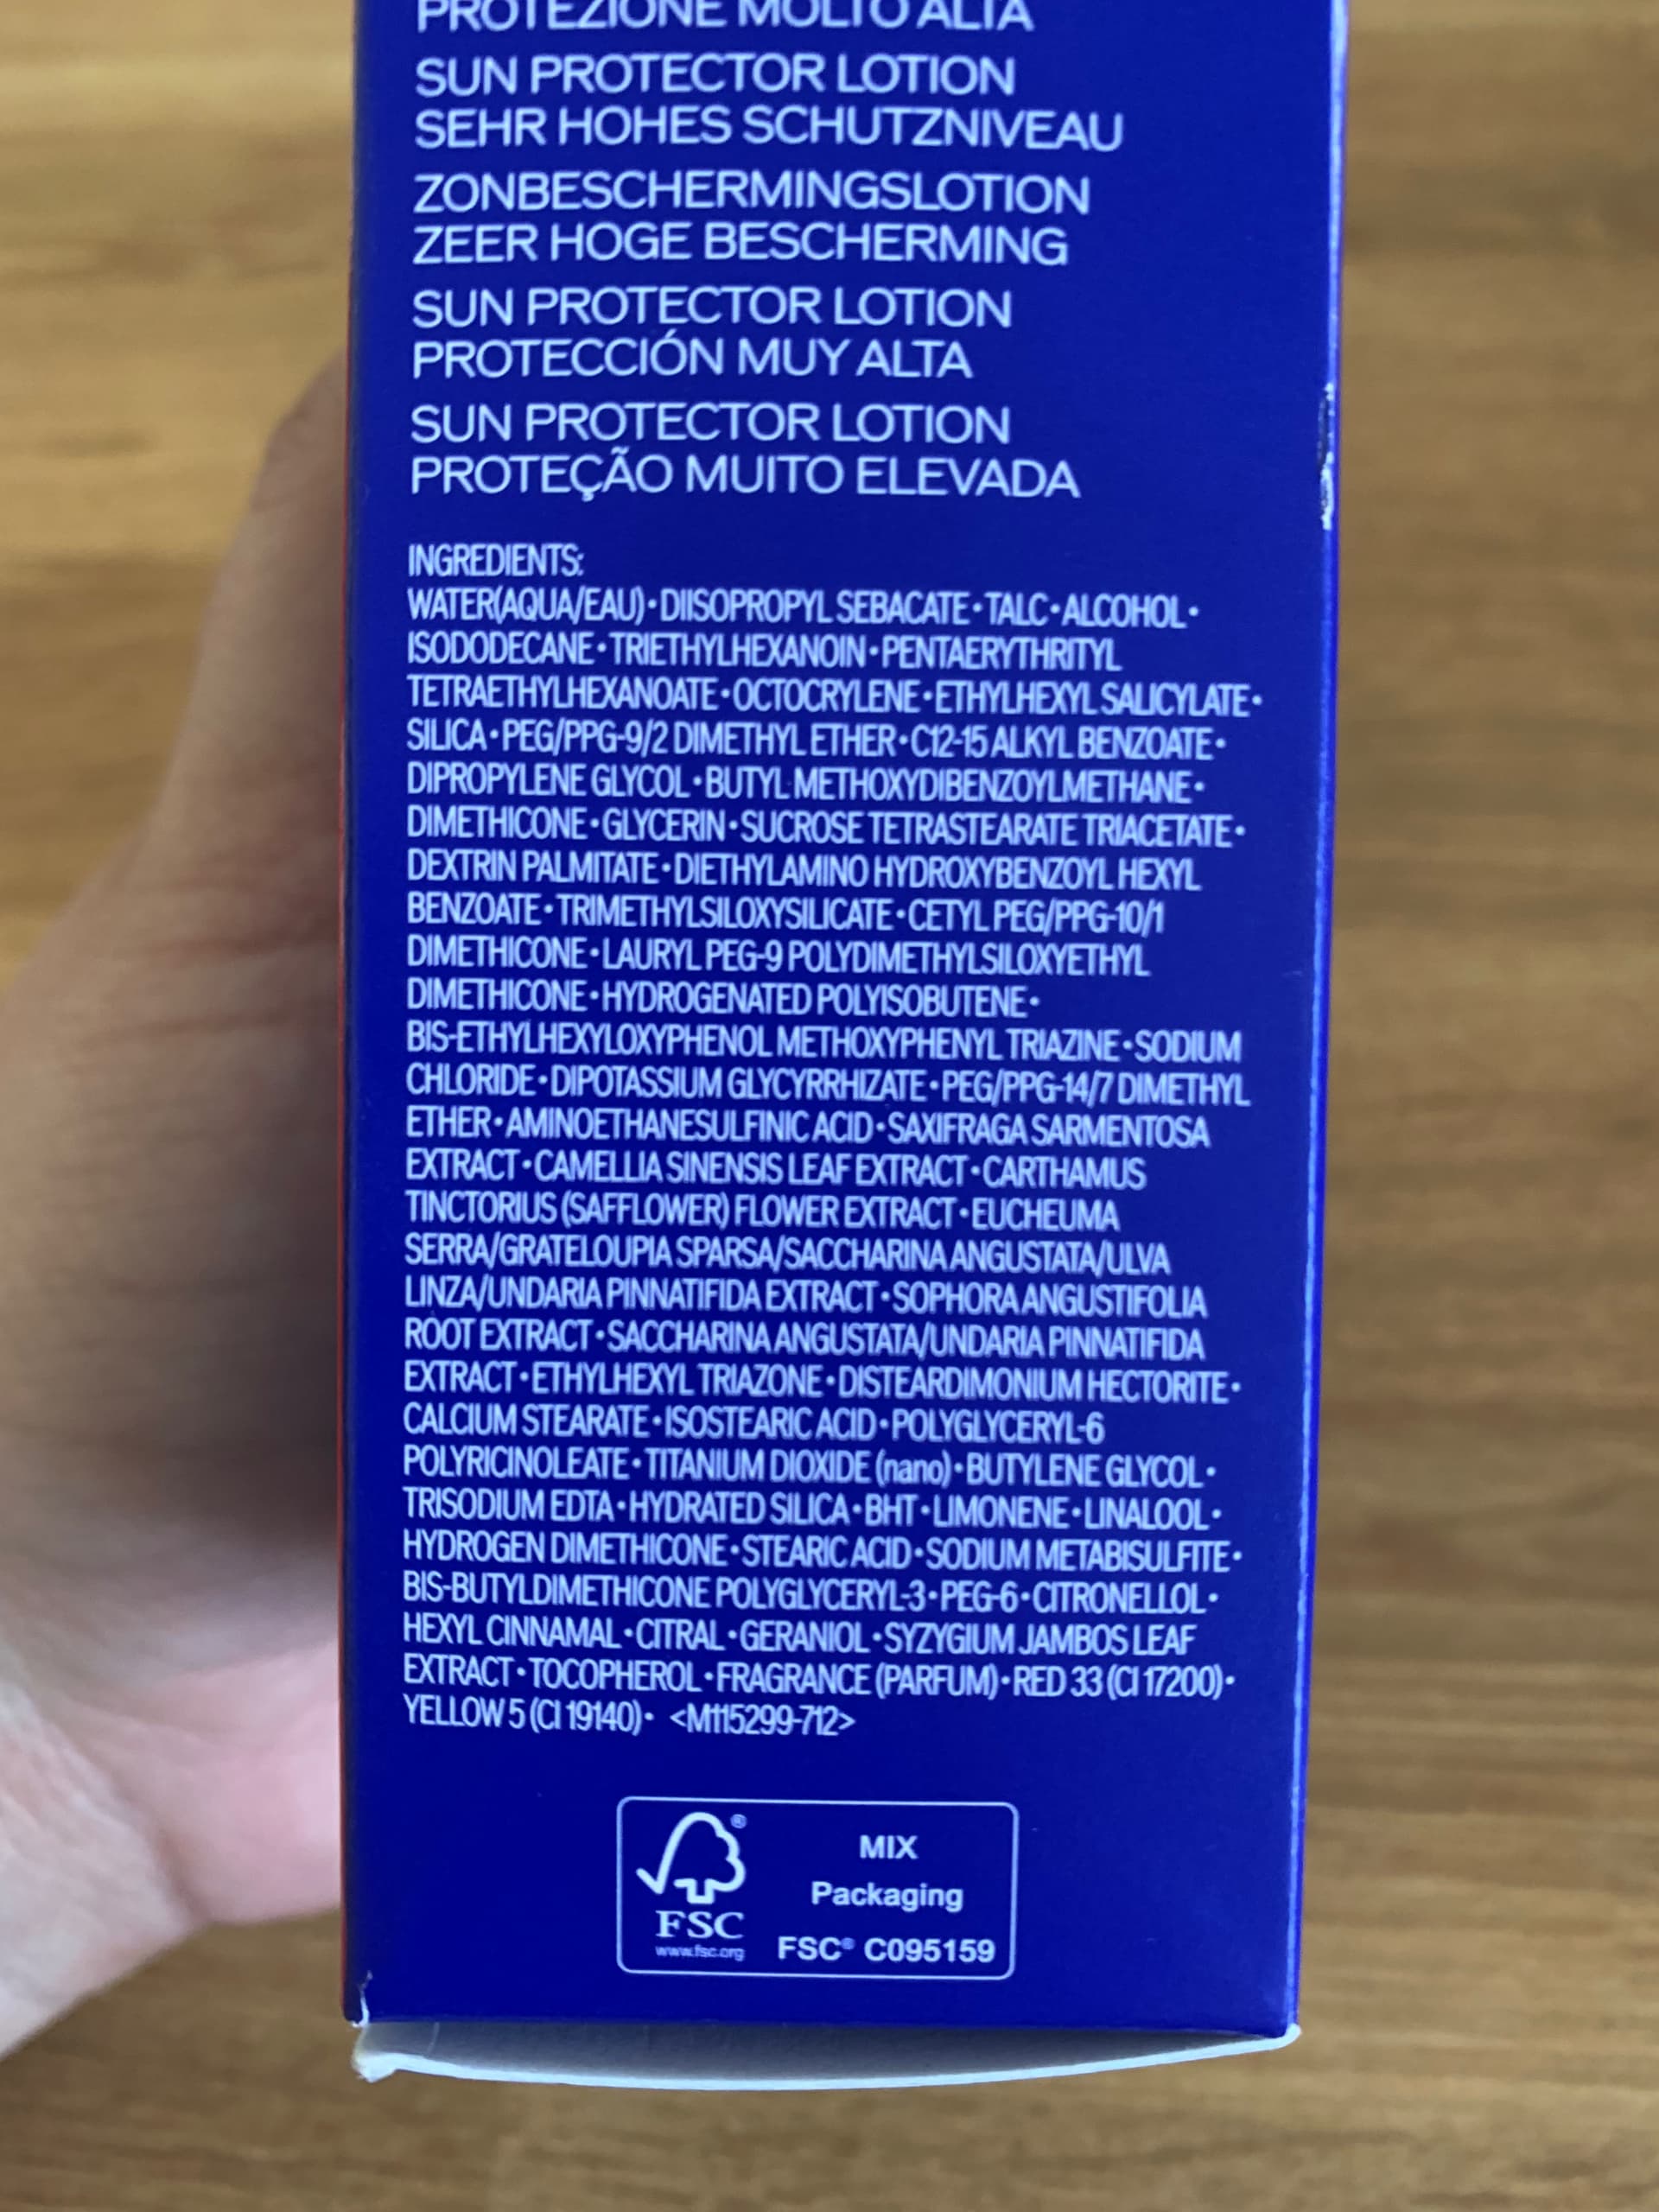 PROTEZIONE MOLTO ALTA
SUN PROTECTOR LOTION
SEHR HOHES SCHUTZNIVEAU
ZONBESCHERMINGSLOTION
ZEER HOGE BESCHERMING
SUN PROTECTOR LOTION
PROTECCIÓN MUY ALTA
SUN PROTECTOR LOTION
PROTEÇÃO MUITO ELEVADA
INGREDIENTS:
WATER(AQUA/EAU)•DIISOPROPYL SEBACATE•TALC•ALCOHOL•
ISODODECANE•TRIETHYLHEXANOIN•PENTAERYTHRITYL
TETRAETHYLHEXANOATE•OCTOCRYLENE•ETHYLHEXYL SALICYLATE•
SILICA•PEG/PPG-9/2 DIMETHYL ETHER•C12-15 ALKYL BENZOATE•
DIPROPYLENE GLYCOL•BUTYL METHOXYDIBENZOYLMETHANE•
DIMETHICONE•GLYCERIN•SUCROSE TETRASTEARATE TRIACETATE•
DEXTRIN PALMITATE•DIETHYLAMINO HYDROXYBENZOYL HEXYL
BENZOATE•TRIMETHYLSILOXYSILICATE•CETYL PEG/PPG-10/1
DIMETHICONE•LAURYL PEG-9 POLYDIMETHYLSILOXYETHYL
DIMETHICONE•HYDROGENATED POLYISOBUTENE•
BIS-ETHYLHEXYLOXYPHENOL METHOXYPHENYL TRIAZINE•SODIUM
CHLORIDE•DIPOTASSIUM GLYCYRRHIZATE•PEG/PPG-14/7 DIMETHYL
ETHER•AMINOETHANESULFINIC ACID•SAXIFRAGA SARMENTOSA
EXTRACT•CAMELLIA SINENSIS LEAF EXTRACT•CARTHAMUS
TINCTORIUS (SAFFLOWER) FLOWER EXTRACT•EUCHEUMA
SERRA/GRATELOUPIA SPARSA/SACCHARINA ANGUSTATA/ULVA
LINZA/UNDARIA PINNATIFIDA EXTRACT•SOPHORA ANGUSTIFOLIA
ROOT EXTRACT•SACCHARINA ANGUSTATA/UNDARIA PINNATIFIDA
EXTRACT•ETHYLHEXYL TRIAZONE•DISTEARDIMONIUM HECTORITE•
CALCIUM STEARATE•ISOSTEARIC ACID•POLYGLYCERYL-6
POLYRICINOLEATE•TITANIUM DIOXIDE (nano)•BUTYLENE GLYCOL•
TRISODIUM EDTA•HYDRATED SILICA•BHT•LIMONENE•LINALOOL•
HYDROGEN DIMETHICONE•STEARIC ACID•SODIUM METABISULFITE•
BIS-BUTYLDIMETHICONE POLYGLYCERYL-3•PEG-6•CITRONELLOL•
HEXYL CINNAMAL•CITRAL•GERANIOL•SYZYGIUM JAMBOS LEAF
EXTRACT•TOCOPHEROL•FRAGRANCE (PARFUM)•RED 33 (CI 17200)•
YELLOW 5 (CI 19140)• <M115299-712>
®
MIX
Packaging
FSC
www.fsc.org
FSC® C095159